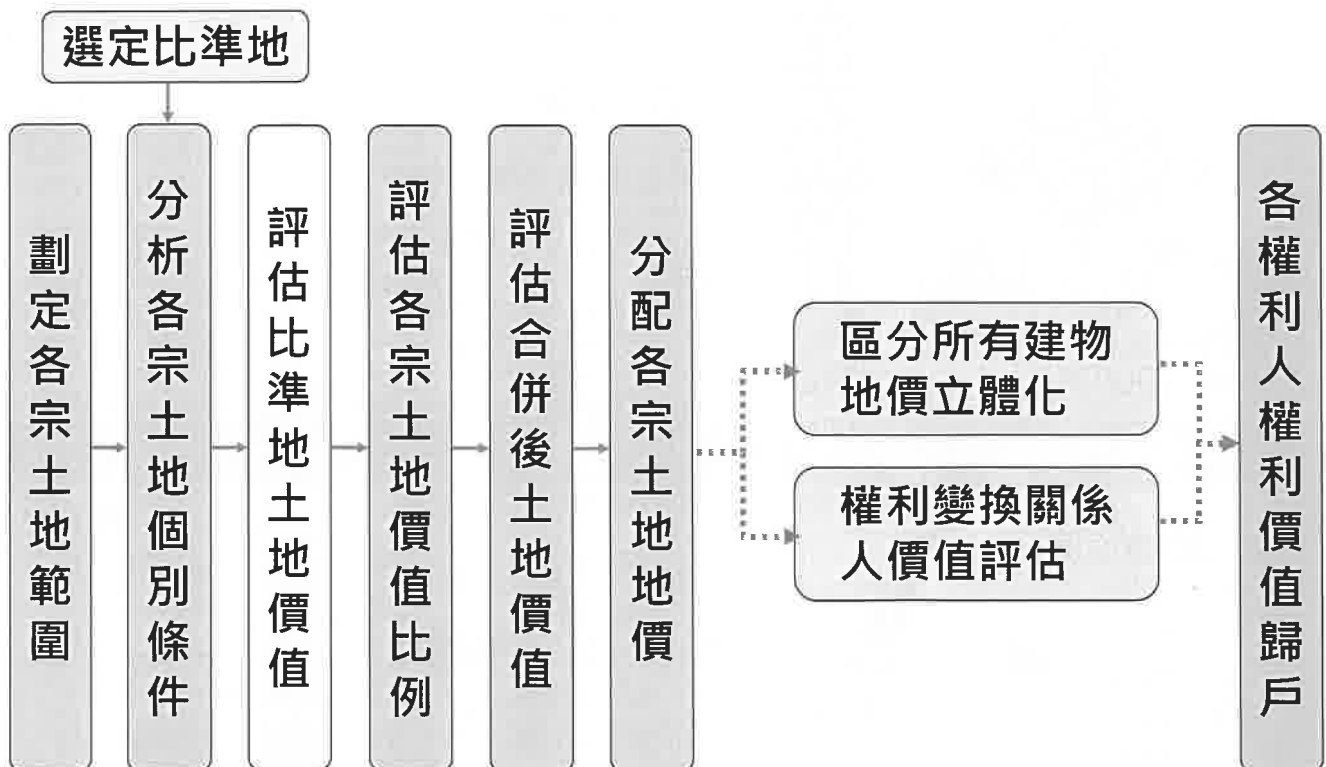 選定比準地
劃定各宗土地範圍
分析各宗土地個別條件
評估比準地土地價值
評估各宗土地價值比例
評估合併後土地價值
分配各宗土地地價
區分所有建物
地價立體化
權利變換關係
人價值評估
各權利人權利價值歸戶